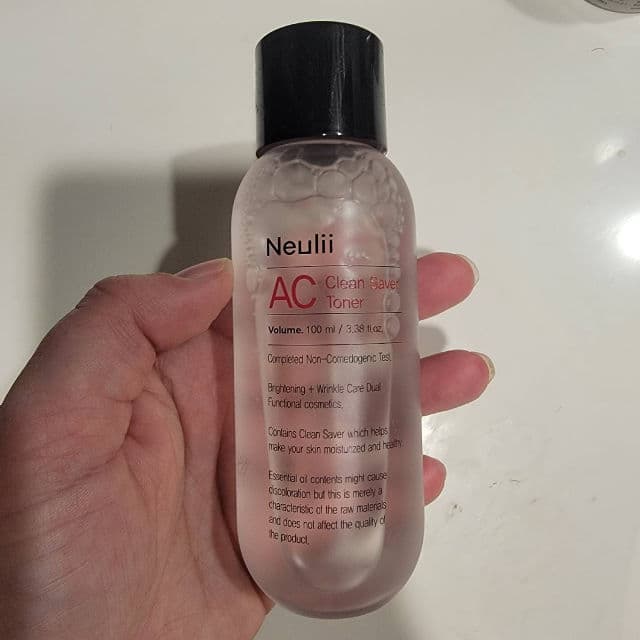 Neulii
AC Clean Saver
Toner
Volume. 100 ml / 3.38 fl.oz.
Completed Non-Comedogenic Test.
Brightening + Wrinkle Care Dual
Functional cosmetics.
Contains Clean Saver which helps
make your skin moisturized and healthy.
Essential oil contents might cause
discoloration but this is merely a
characteristic of the raw materials
and does not affect the quality of
the product.